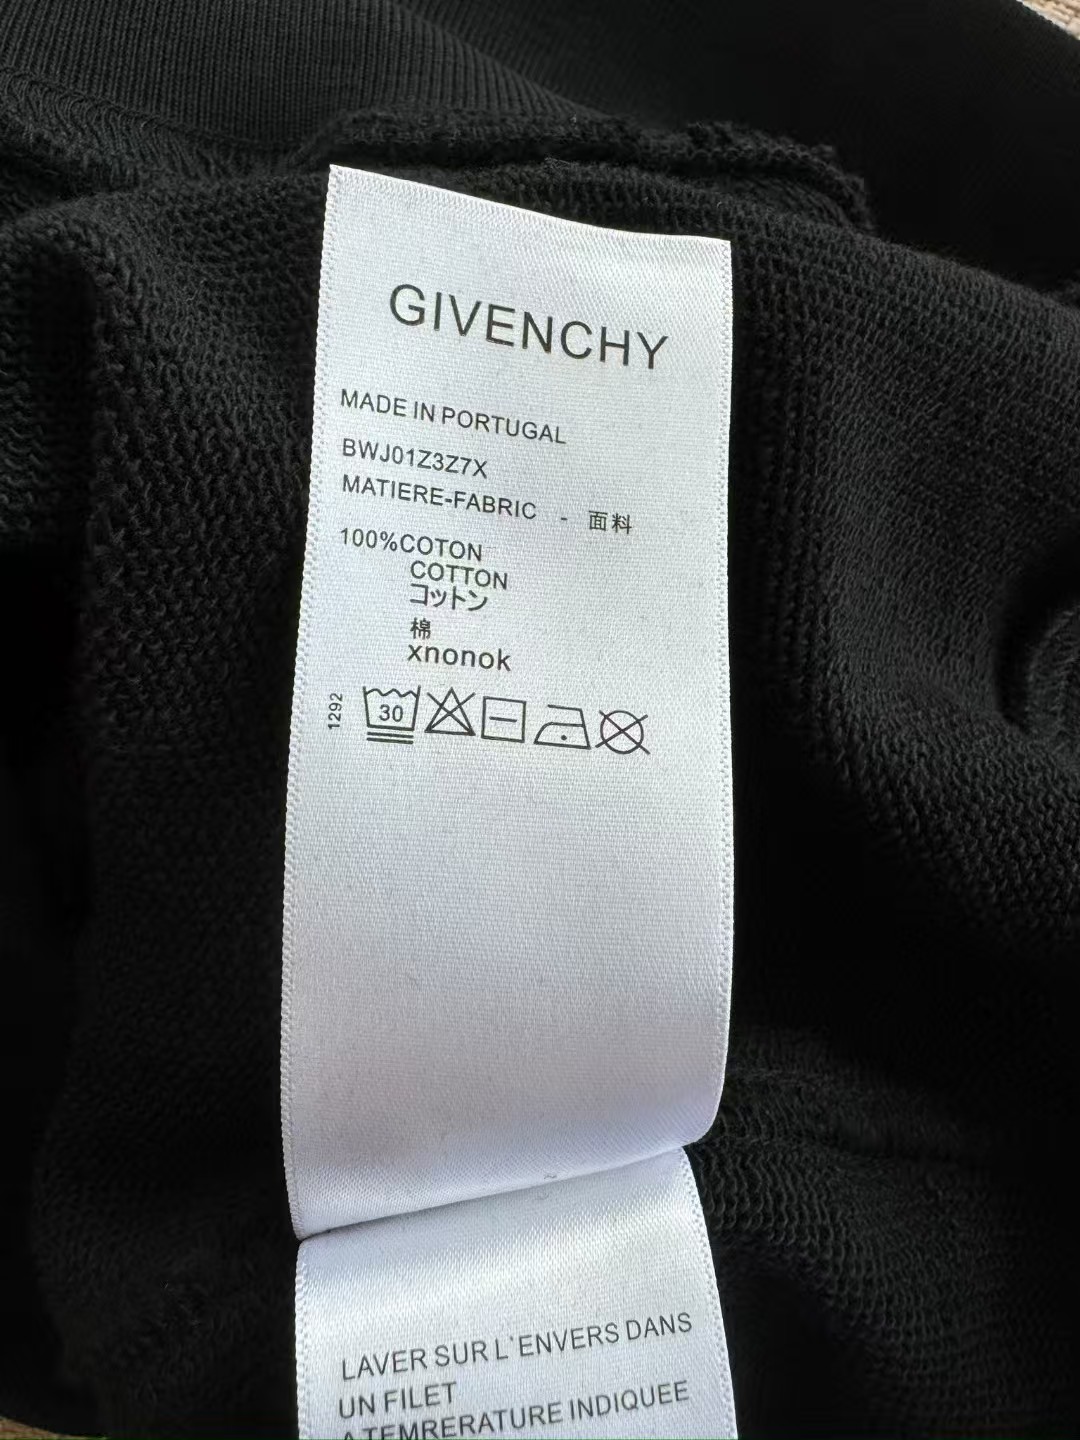 GIVENCHY
MADE IN PORTUGAL
BWJ01Z3Z7X
MATIERE-FABRIC - 面料
100%COTON
COTTON
コットン
棉
xnonok
1292
30
LAVER SUR L'ENVERS DANS
UN FILET
A TEMRERATURE INDIQUEE